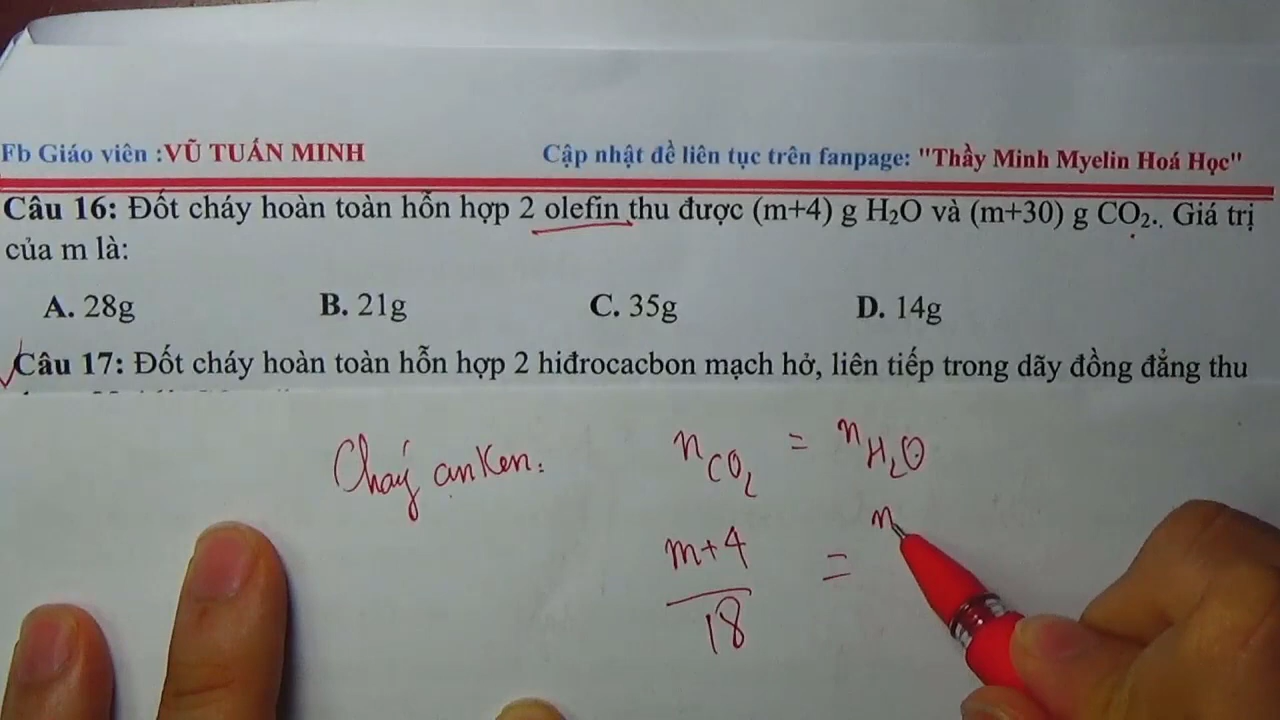 Fb Giáo viên :VŨ TUẤN MINH Cập nhật đề liên tục trên fanpage: "Thầy Minh Myelin Hoá Học"
Câu 16: Đốt cháy hoàn toàn hỗn hợp 2 olefin thu được (m+4) g H₂O và (m+30) g CO₂.. Giá trị
của m là:
A. 28g B. 21g C. 35g D. 14g
Câu 17: Đốt cháy hoàn toàn hỗn hợp 2 hiđrocacbon mạch hở, liên tiếp trong dãy đồng đẳng thu
Cháy anken: n CO₂ = n H₂O
m+4 = m
18